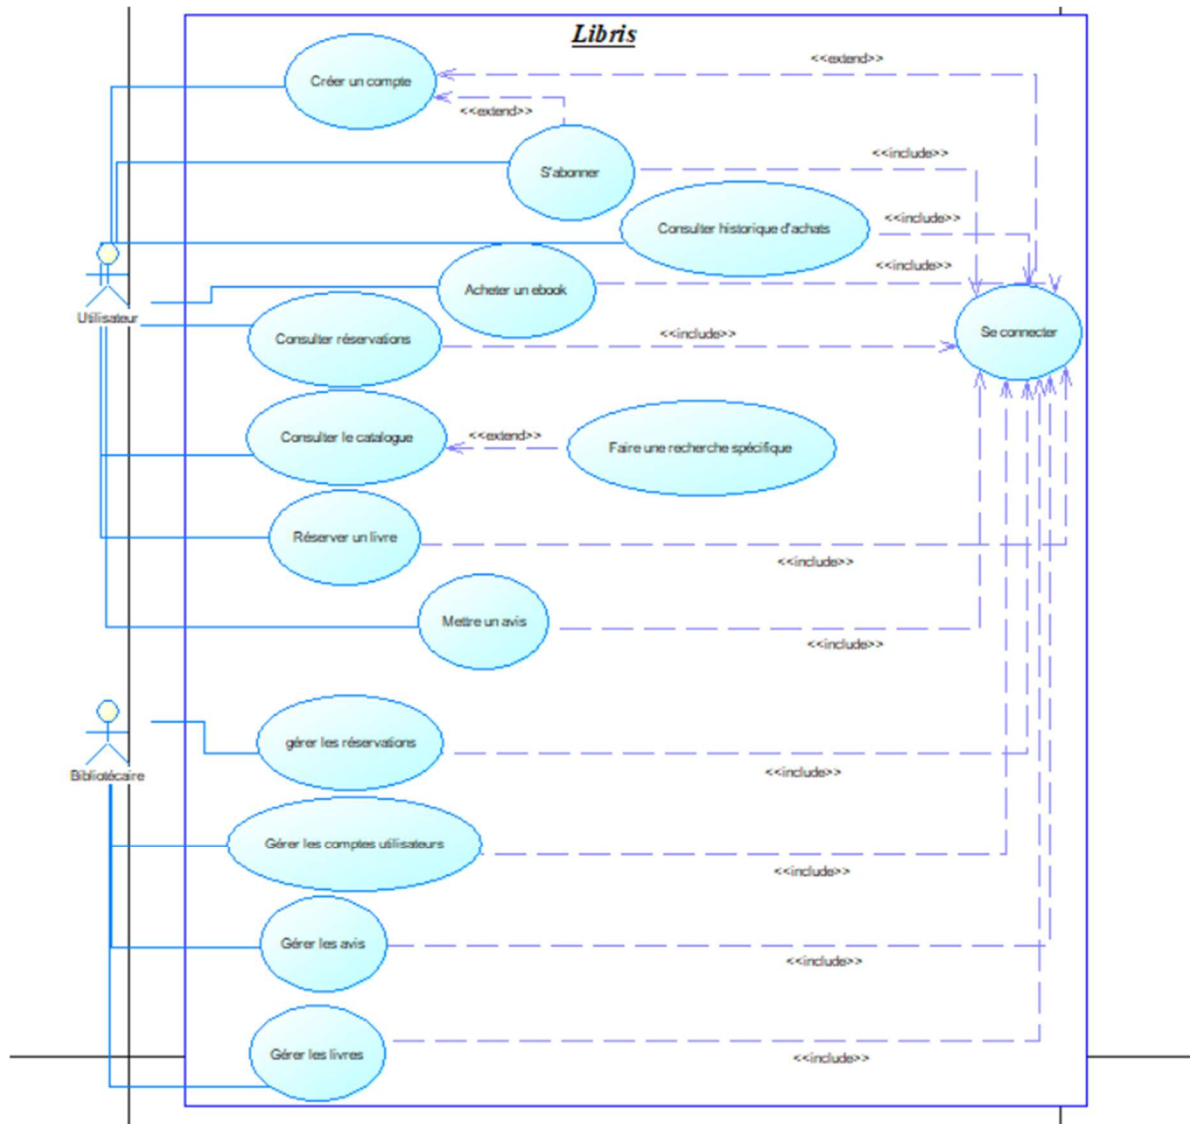 Libris
<<extend>>
Créer un compte
<<extend>>
<<include>>
S'abonner
<<include>>
Consulter historique d'achats
<<include>>
Acheter un ebook
Utilisateur
Se connecter
<<include>>
Consulter réservations
<<extend>>
Consulter le catalogue
Faire une recherche spécifique
Réserver un livre
<<include>>
Mettre un avis
<<include>>
gérer les réservations
<<include>>
Bibliotécaire
Gérer les comptes utilisateurs
<<include>>
Gérer les avis
<<include>>
Gérer les livres
<<include>>